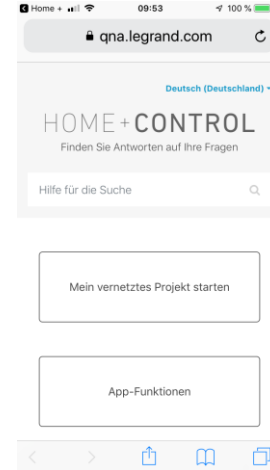 Home + 09:53 100 %
qna.legrand.com
Deutsch (Deutschland)
HOME+CONTROL
Finden Sie Antworten auf Ihre Fragen
Hilfe für die Suche
Mein vernetztes Projekt starten
App-Funktionen